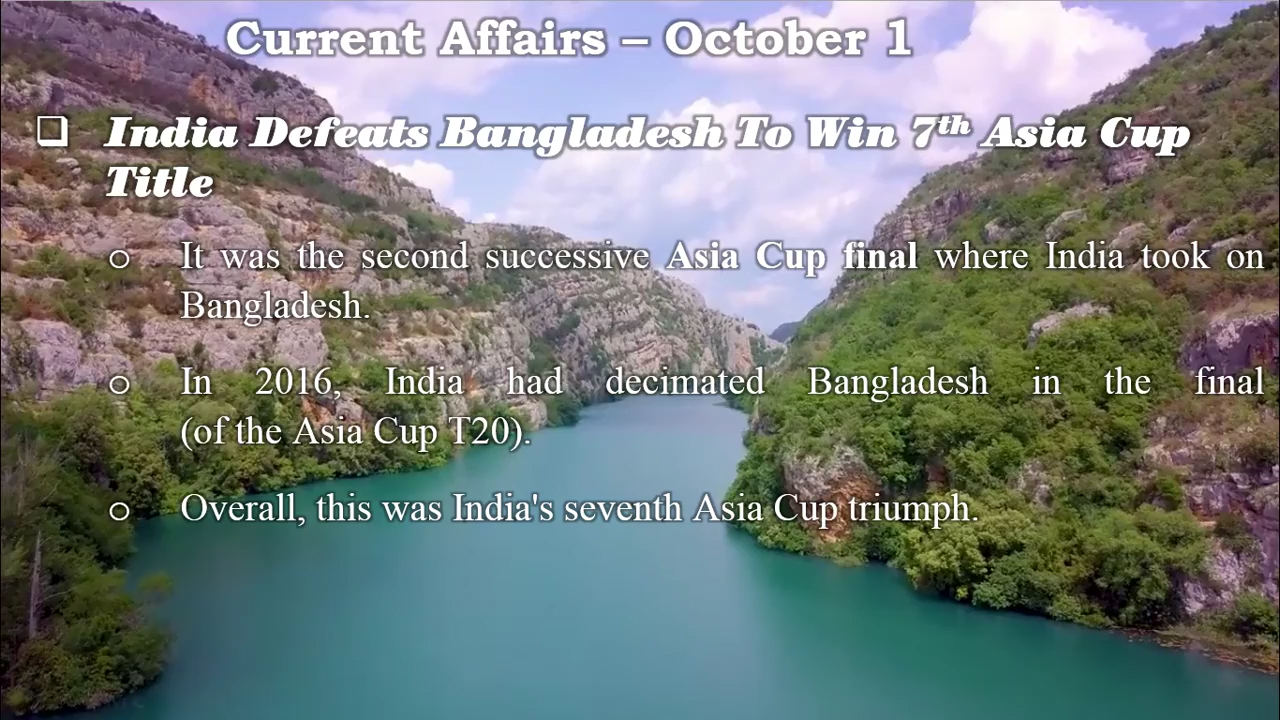 Current Affairs – October 1
❑ India Defeats Bangladesh To Win 7th Asia Cup
Title
o It was the second successive Asia Cup final where India took on
Bangladesh.
o In 2016, India had decimated Bangladesh in the final
(of the Asia Cup T20).
o Overall, this was India's seventh Asia Cup triumph.